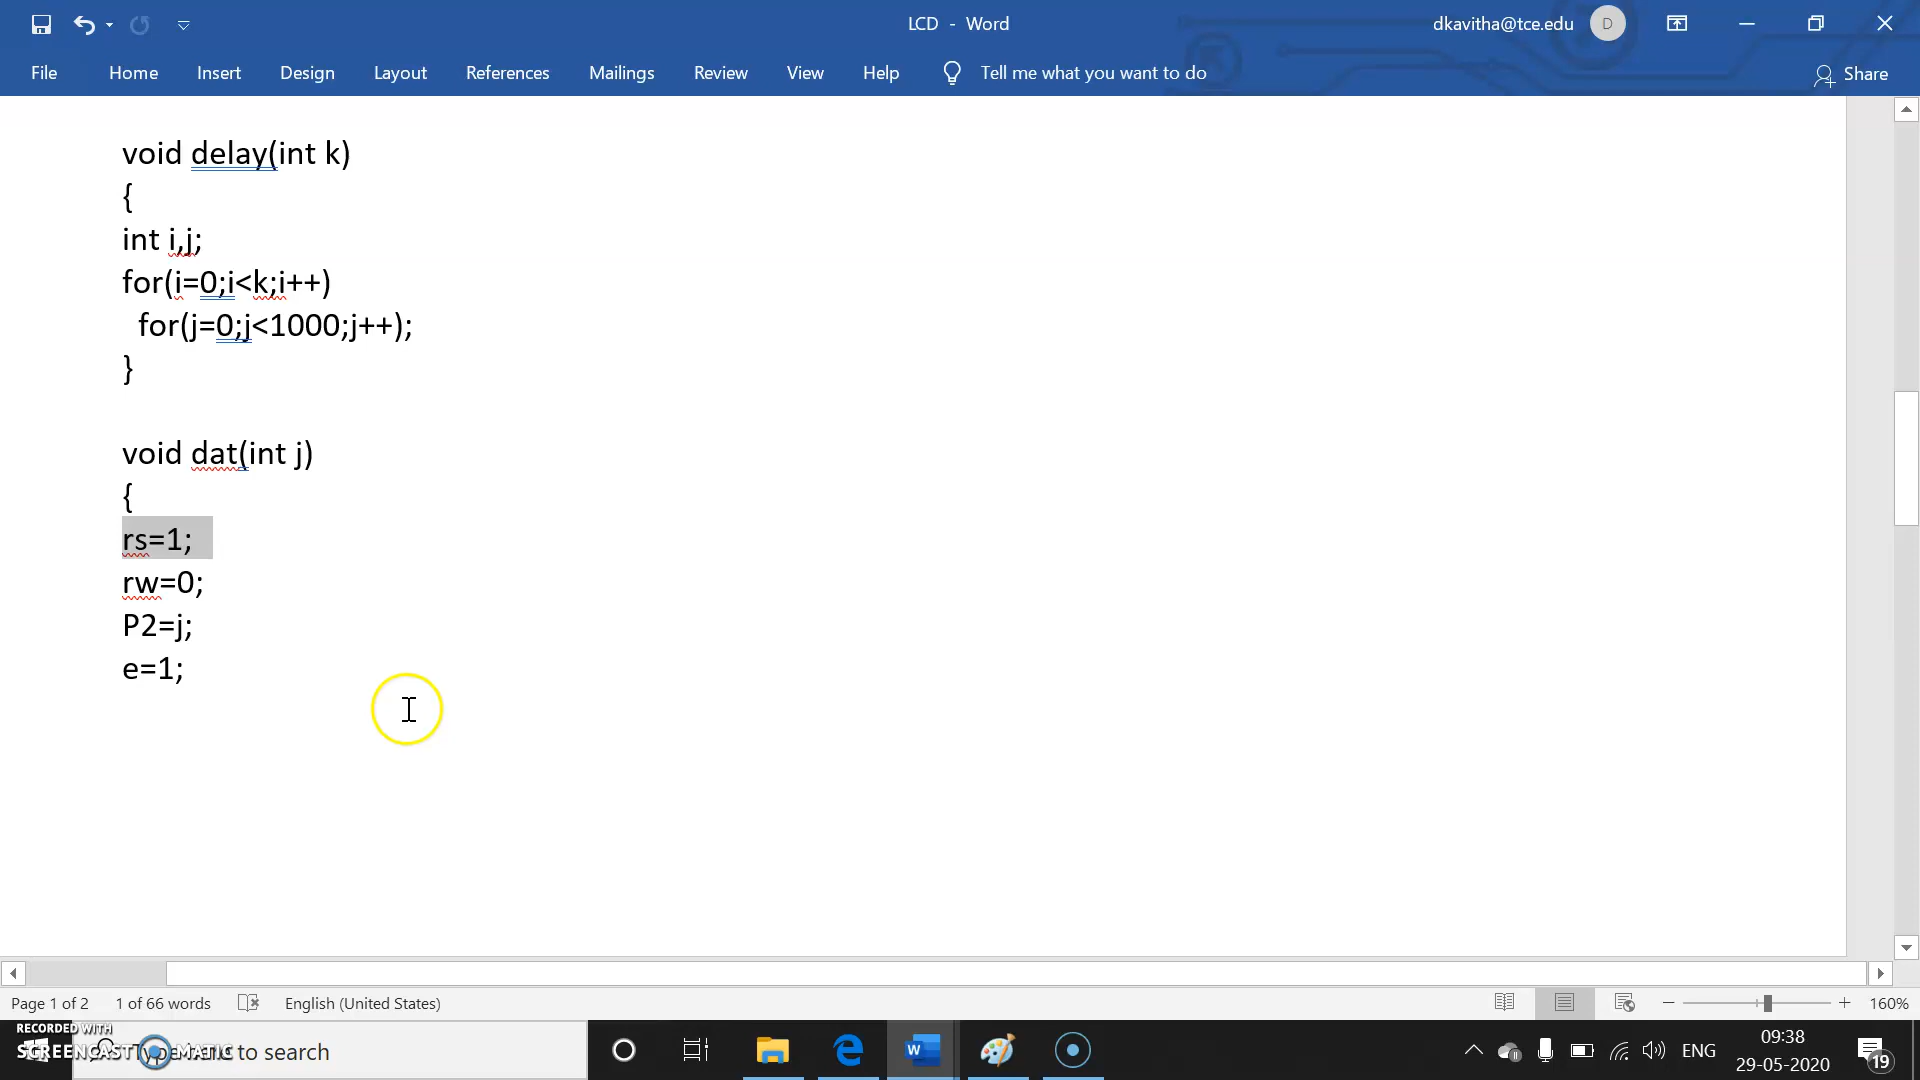 LCD - Word
dkavitha@tce.edu
D
File Home Insert Design Layout References Mailings Review View Help Tell me what you want to do Share
void delay(int k)
{
int i,j;
for(i=0;i<k;i++)
for(j=0;j<1000;j++);
}
void dat(int j)
{
rs=1;
rw=0;
P2=j;
e=1;
Page 1 of 2 1 of 66 words English (United States) 160%
RECORDED WITH
SCREENCAST MATIC
to search
W
ENG
09:38
29-05-2020
19